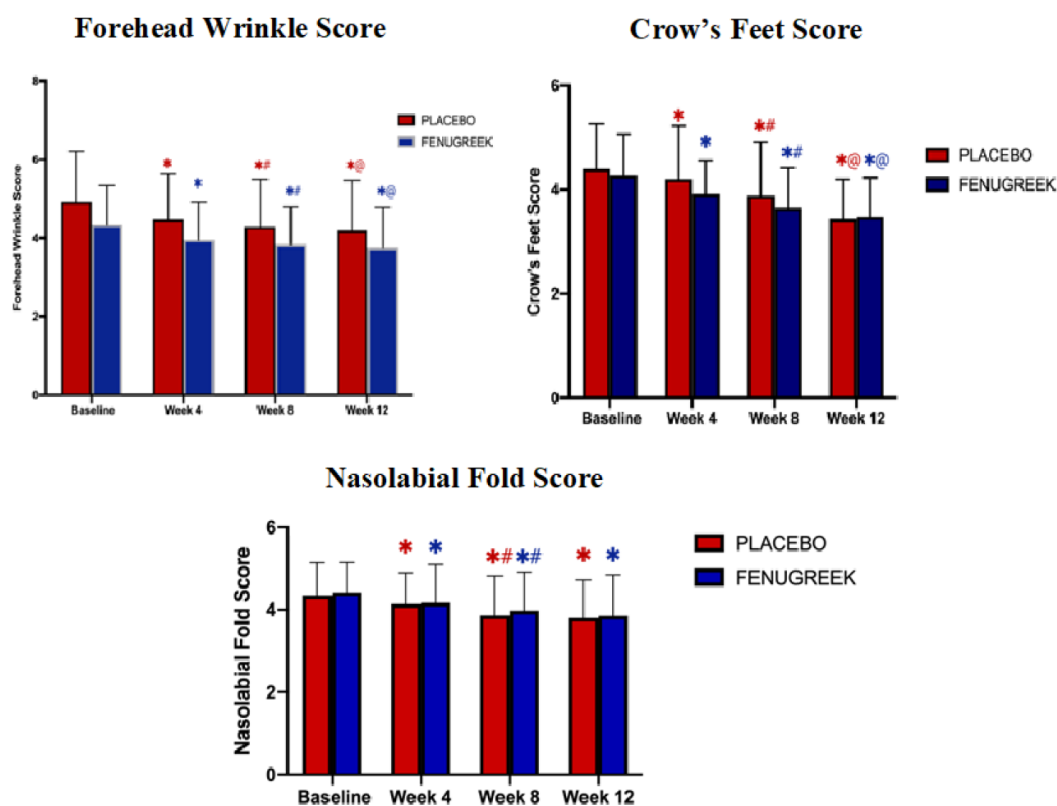 Forehead Wrinkle Score
8
6
4
2
0
Forehead Wrinkle Score
PLACEBO
FENUGREEK
* *
*# *#
*@ *@
Baseline Week 4 Week 8 Week 12
Crow’s Feet Score
6
4
2
0
Crow's Feet Score
PLACEBO
FENUGREEK
* *
*# *#
*@ *@
Baseline Week 4 Week 8 Week 12
Nasolabial Fold Score
6
4
2
0
Nasolabial Fold Score
PLACEBO
FENUGREEK
* *
*# *#
* *
Baseline Week 4 Week 8 Week 12